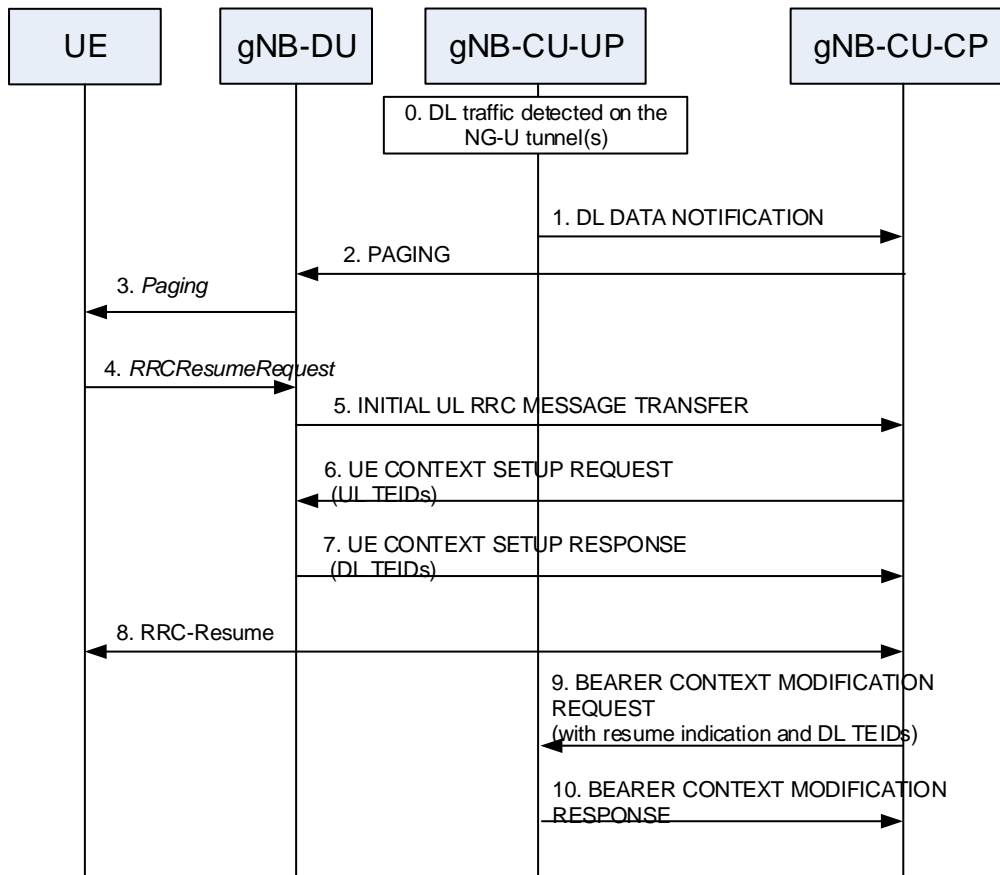 UE
gNB-DU
gNB-CU-UP
gNB-CU-CP
0. DL traffic detected on the
NG-U tunnel(s)
1. DL DATA NOTIFICATION
2. PAGING
3. Paging
4. RRCResumeRequest
5. INITIAL UL RRC MESSAGE TRANSFER
6. UE CONTEXT SETUP REQUEST
(UL TEIDs)
7. UE CONTEXT SETUP RESPONSE
(DL TEIDs)
8. RRC-Resume
9. BEARER CONTEXT MODIFICATION
REQUEST
(with resume indication and DL TEIDs)
10. BEARER CONTEXT MODIFICATION
RESPONSE